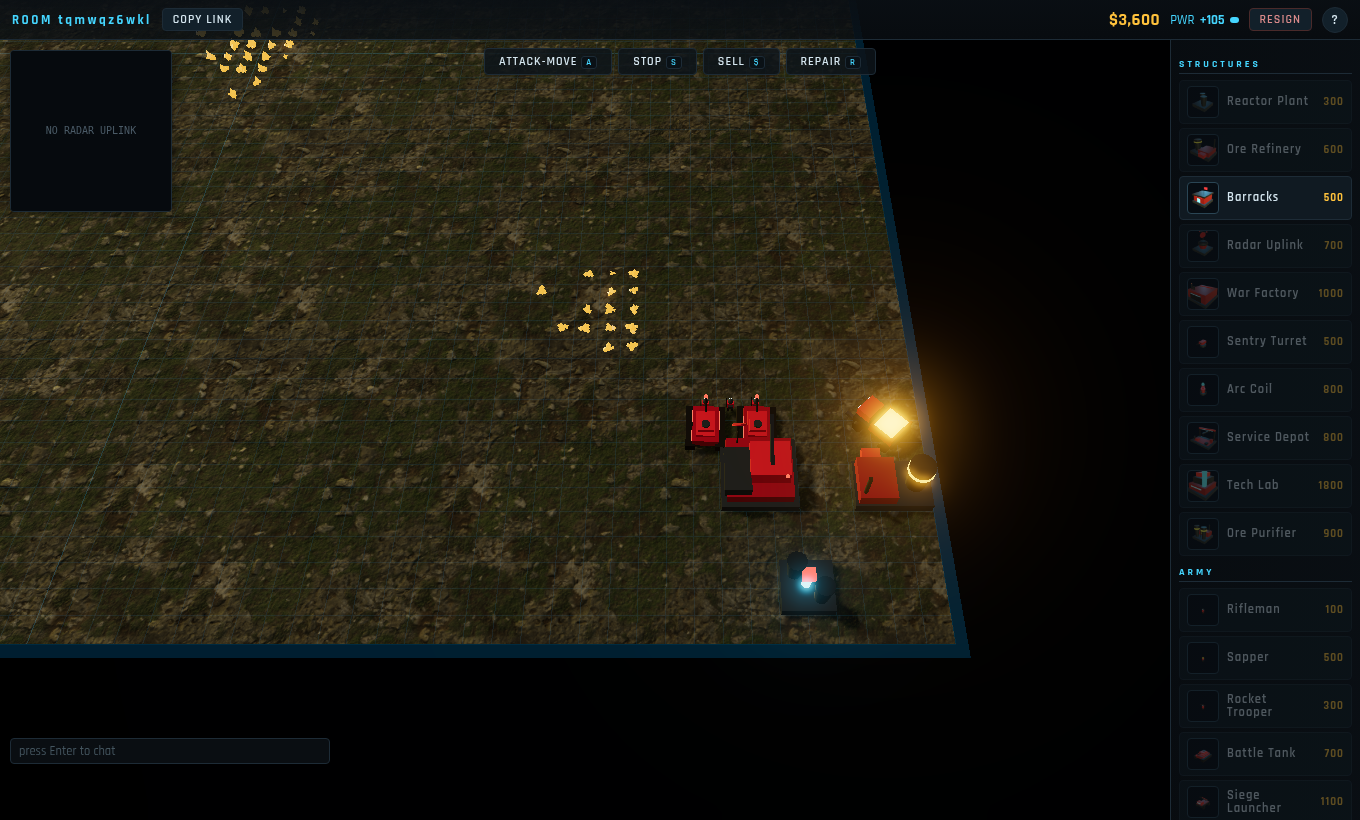 ROOM tqmwqz6wkl
COPY LINK
$3,600
PWR +105
RESIGN
?
NO RADAR UPLINK
ATTACK-MOVE A
STOP S
SELL $
REPAIR R
STRUCTURES
Reactor Plant 300
Ore Refinery 600
Barracks 500
Radar Uplink 700
War Factory 1000
Sentry Turret 500
Arc Coil 800
Service Depot 800
Tech Lab 1800
Ore Purifier 900
ARMY
Rifleman 100
Sapper 500
Rocket
Trooper 300
Battle Tank 700
Siege
Launcher 1100
press Enter to chat